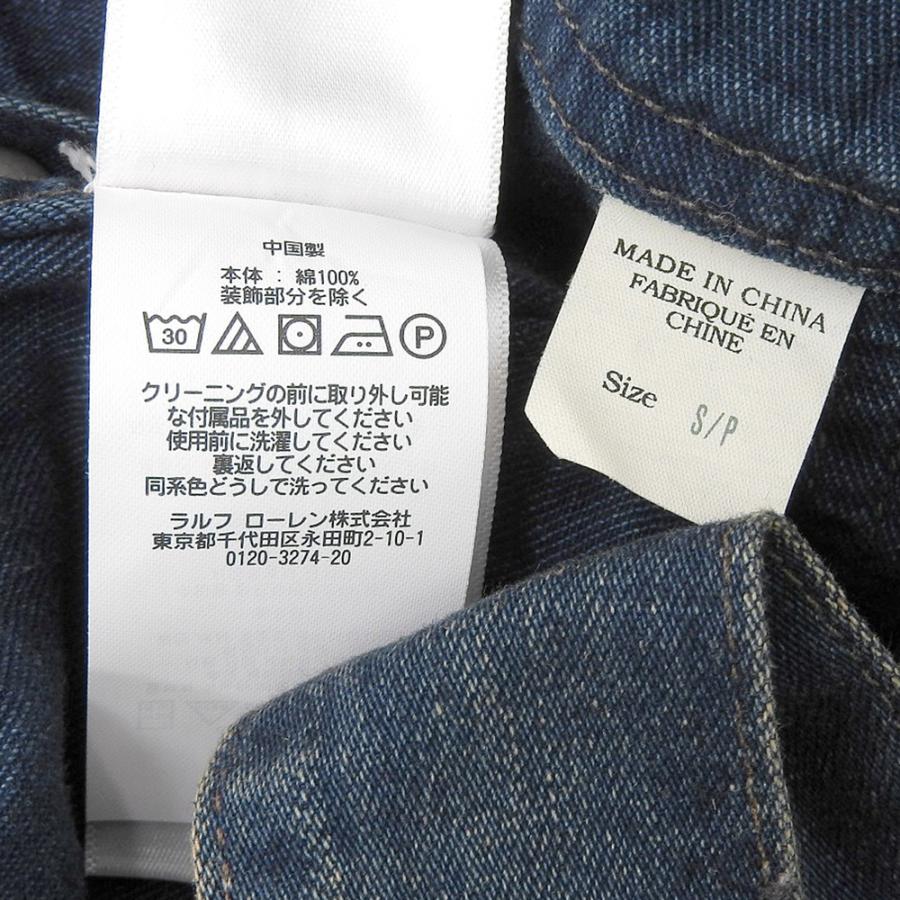 中国製
本体 : 綿100%
装飾部分を除く
30 P
クリーニングの前に取り外し可能
な付属品を外してください
使用前に洗濯してください
裏返してください
同系色どうしで洗ってください
ラルフ ローレン株式会社
東京都千代田区永田町2-10-1
0120-3274-20
MADE IN CHINA
FABRIQUÉ EN
CHINE
Size S/P